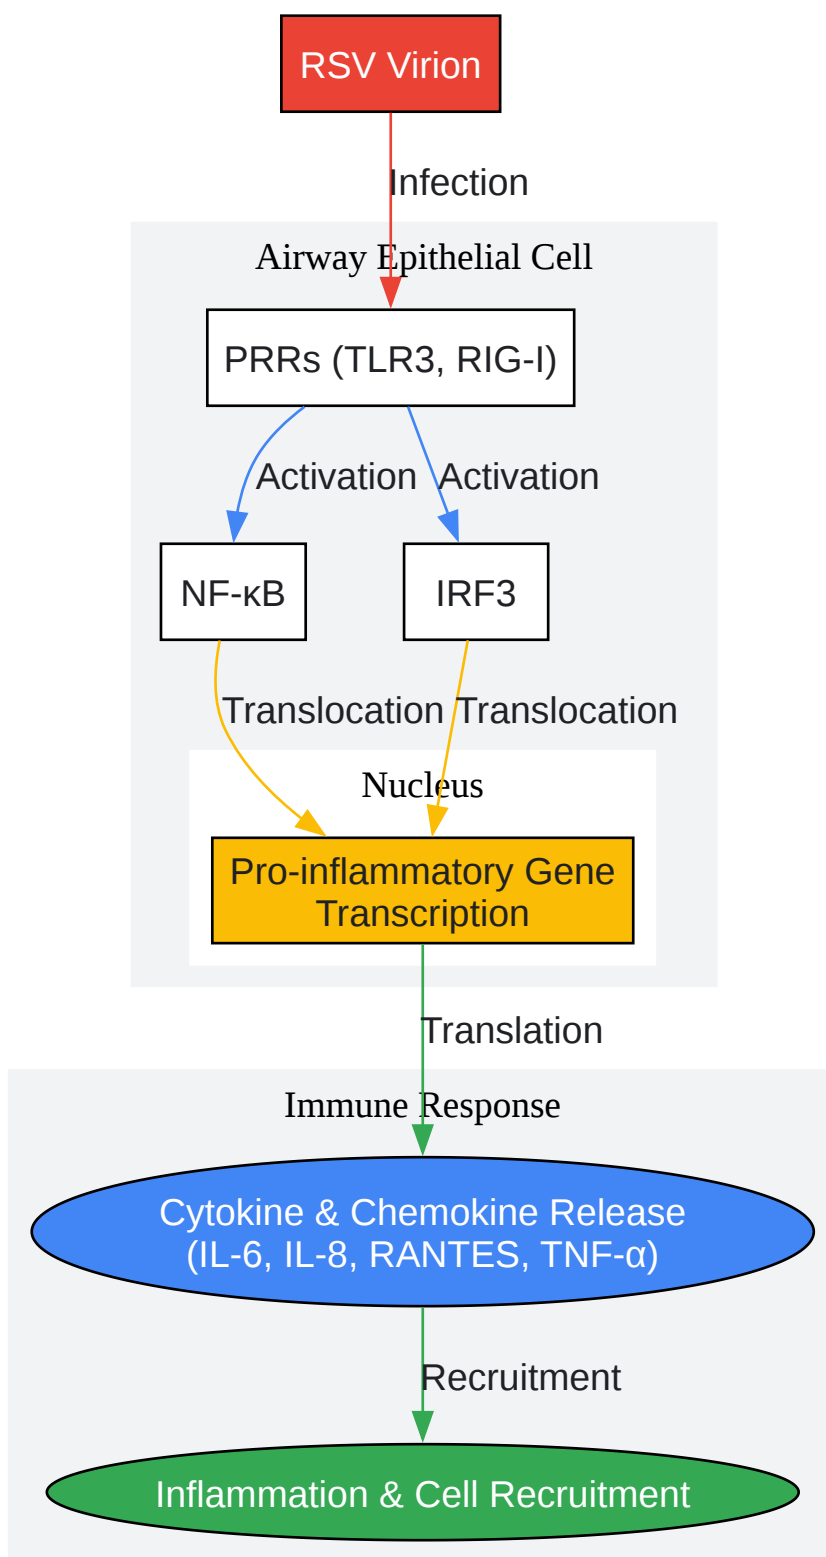 RSV Virion
Infection
Airway Epithelial Cell
PRRs (TLR3, RIG-I)
Activation
Activation
NF-κB
IRF3
Translocation
Translocation
Nucleus
Pro-inflammatory Gene
Transcription
Translation
Immune Response
Cytokine & Chemokine Release
(IL-6, IL-8, RANTES, TNF-α)
Recruitment
Inflammation & Cell Recruitment